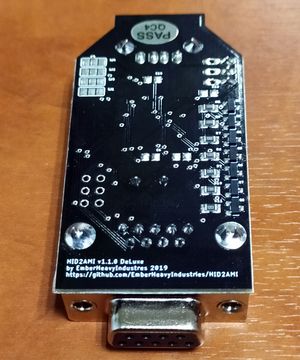 PASS
QC4
HID2AMI v1.1.0 DeLuxe
by EmberHeavyIndustries 2019
https://github.com/EmberHeavyIndustries/HID2AMI